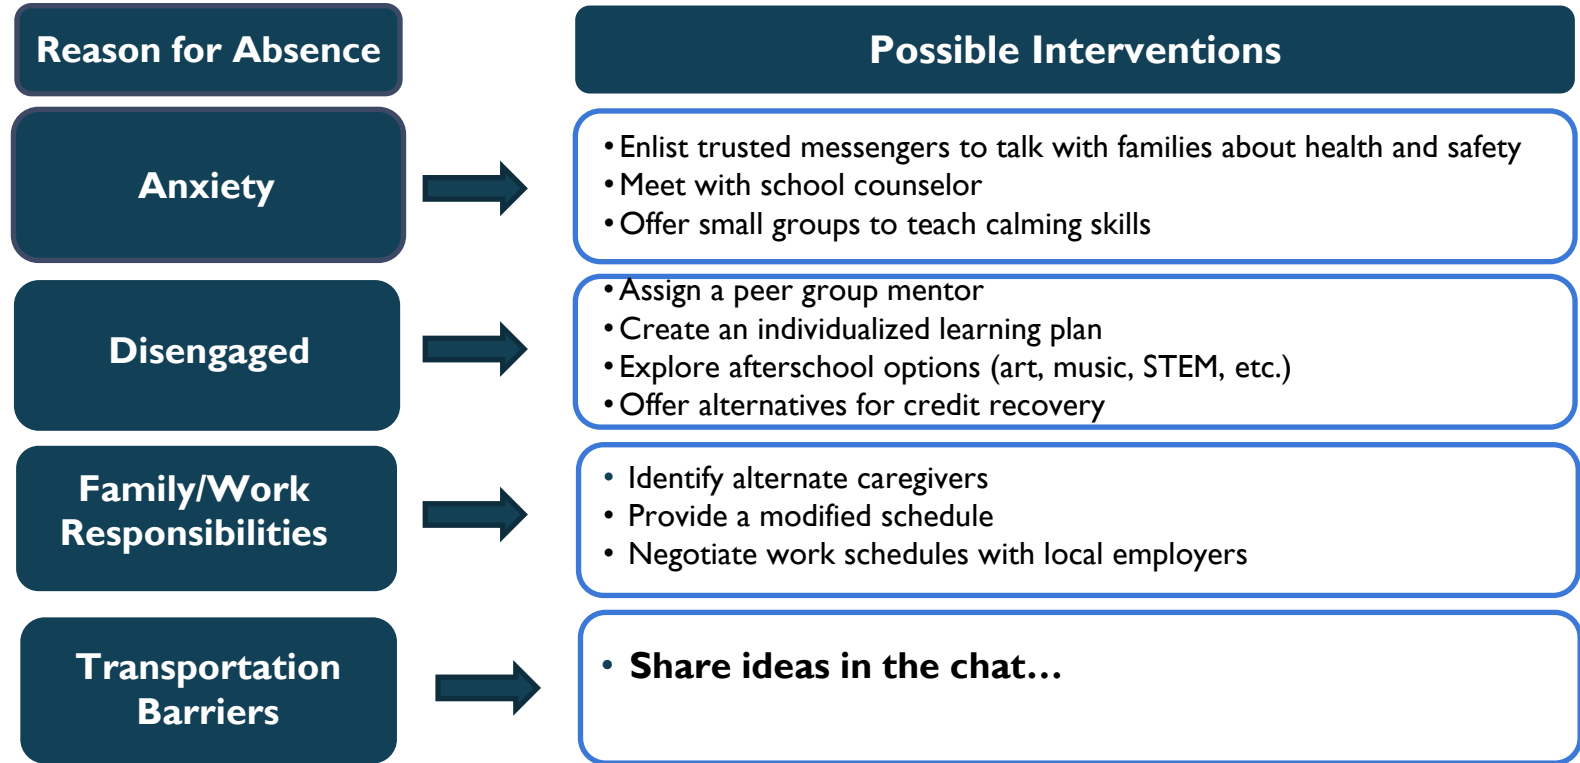 Reason for Absence
Possible Interventions
Anxiety
• Enlist trusted messengers to talk with families about health and safety
• Meet with school counselor
• Offer small groups to teach calming skills
Disengaged
• Assign a peer group mentor
• Create an individualized learning plan
• Explore afterschool options (art, music, STEM, etc.)
• Offer alternatives for credit recovery
Family/Work
Responsibilities
• Identify alternate caregivers
• Provide a modified schedule
• Negotiate work schedules with local employers
Transportation
Barriers
• Share ideas in the chat…